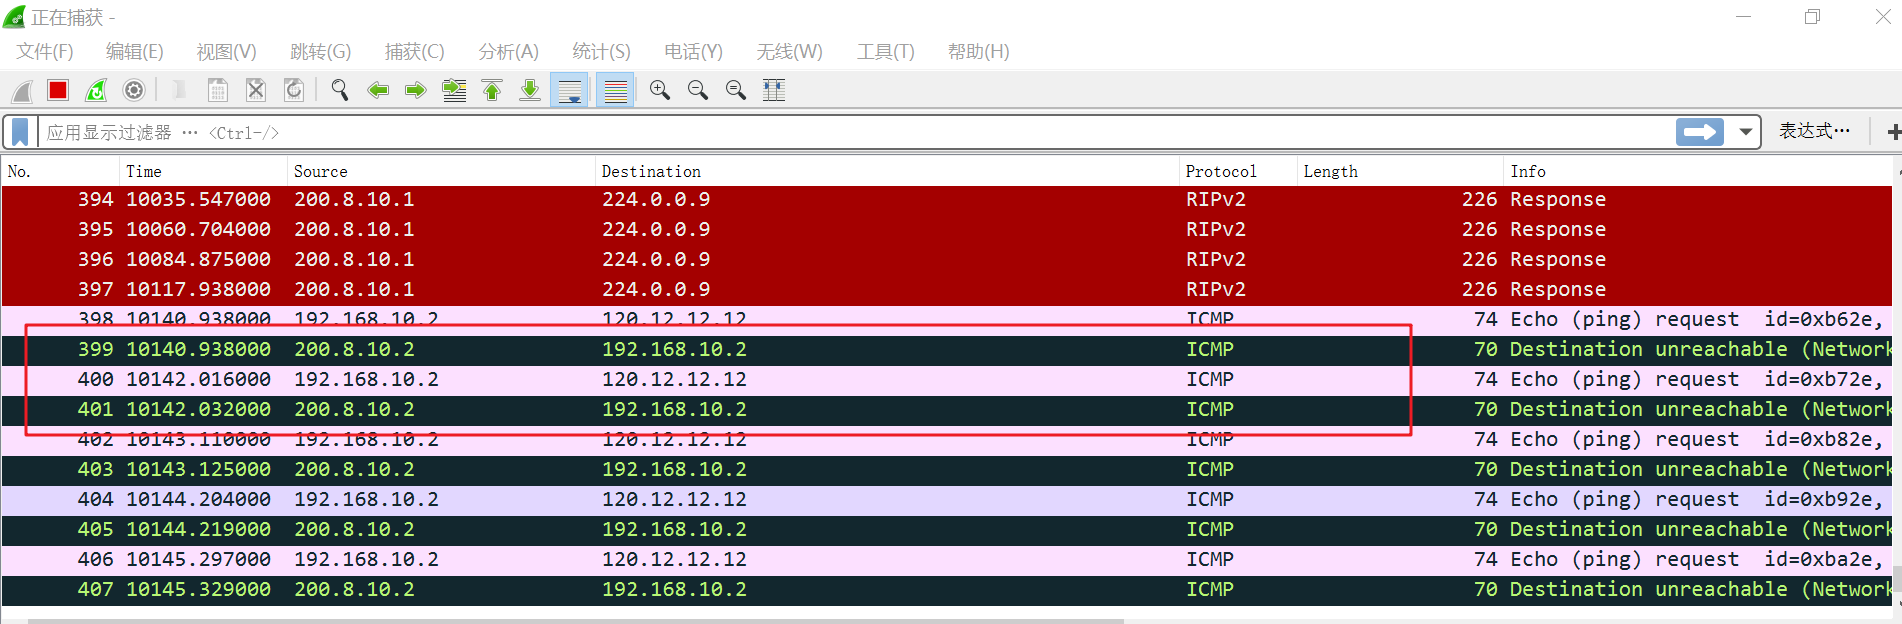 正在捕获 -
文件(F) 编辑(E) 视图(V) 跳转(G) 捕获(C) 分析(A) 统计(S) 电话(Y) 无线(W) 工具(T) 帮助(H)
应用显示过滤器 … <Ctrl-/> 表达式…
No. Time Source Destination Protocol Length Info
394 10035.547000 200.8.10.1 224.0.0.9 RIPv2 226 Response
395 10060.704000 200.8.10.1 224.0.0.9 RIPv2 226 Response
396 10084.875000 200.8.10.1 224.0.0.9 RIPv2 226 Response
397 10117.938000 200.8.10.1 224.0.0.9 RIPv2 226 Response
398 10140.938000 192.168.10.2 120.12.12.12 ICMP 74 Echo (ping) request id=0xb62e,
399 10140.938000 200.8.10.2 192.168.10.2 ICMP 70 Destination unreachable (Network
400 10142.016000 192.168.10.2 120.12.12.12 ICMP 74 Echo (ping) request id=0xb72e,
401 10142.032000 200.8.10.2 192.168.10.2 ICMP 70 Destination unreachable (Network
402 10143.110000 192.168.10.2 120.12.12.12 ICMP 74 Echo (ping) request id=0xb82e,
403 10143.125000 200.8.10.2 192.168.10.2 ICMP 70 Destination unreachable (Network
404 10144.204000 192.168.10.2 120.12.12.12 ICMP 74 Echo (ping) request id=0xb92e,
405 10144.219000 200.8.10.2 192.168.10.2 ICMP 70 Destination unreachable (Network
406 10145.297000 192.168.10.2 120.12.12.12 ICMP 74 Echo (ping) request id=0xba2e,
407 10145.329000 200.8.10.2 192.168.10.2 ICMP 70 Destination unreachable (Network